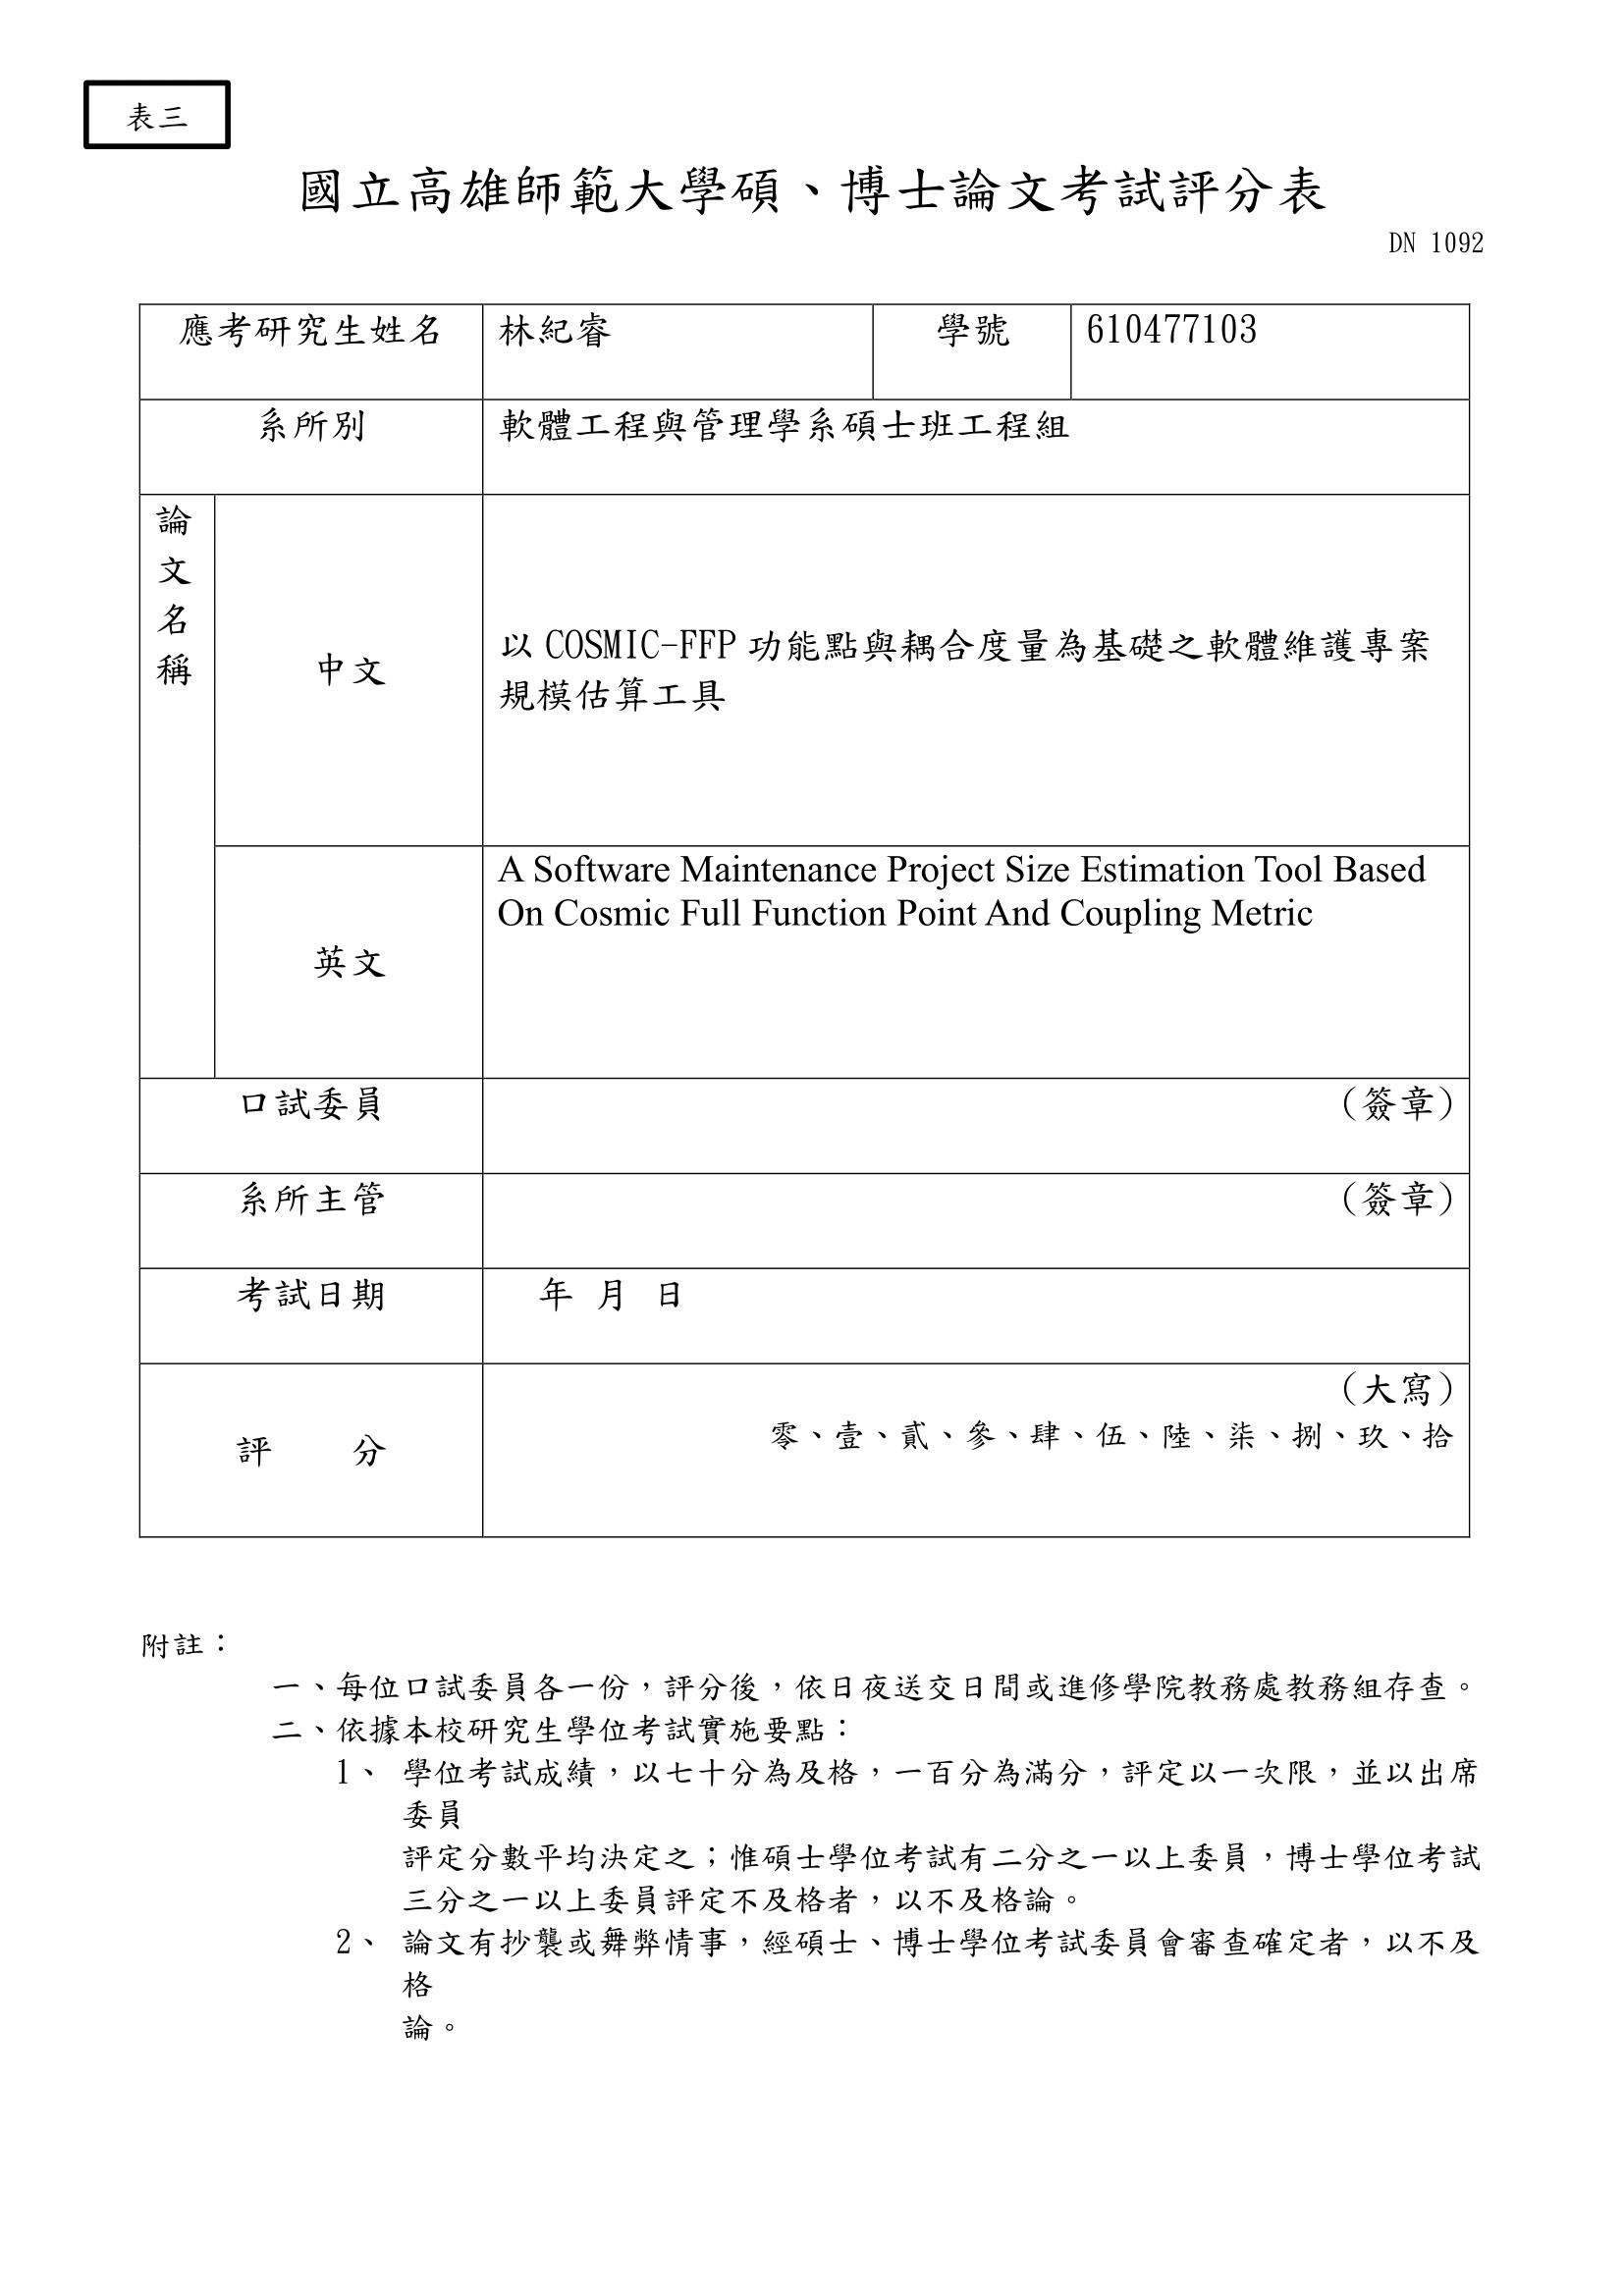 表三
國立高雄師範大學碩、博士論文考試評分表
DN 1092
應考研究生姓名 林紀睿 學號 610477103
系所別 軟體工程與管理學系碩士班工程組
論文名稱
中文
以 COSMIC-FFP 功能點與耦合度量為基礎之軟體維護專案
規模估算工具
英文
A Software Maintenance Project Size Estimation Tool Based
On Cosmic Full Function Point And Coupling Metric
口試委員 (簽章)
系所主管 (簽章)
考試日期 年 月 日
評 分
(大寫)
零、壹、貳、參、肆、伍、陸、柒、捌、玖、拾
附註：
一、每位口試委員各一份，評分後，依日夜送交日間或進修學院教務處教務組存查。
二、依據本校研究生學位考試實施要點：
1、 學位考試成績，以七十分為及格，一百分為滿分，評定以一次限，並以出席
委員
評定分數平均決定之；惟碩士學位考試有二分之一以上委員，博士學位考試
三分之一以上委員評定不及格者，以不及格論。
2、 論文有抄襲或舞弊情事，經碩士、博士學位考試委員會審查確定者，以不及
格
論。